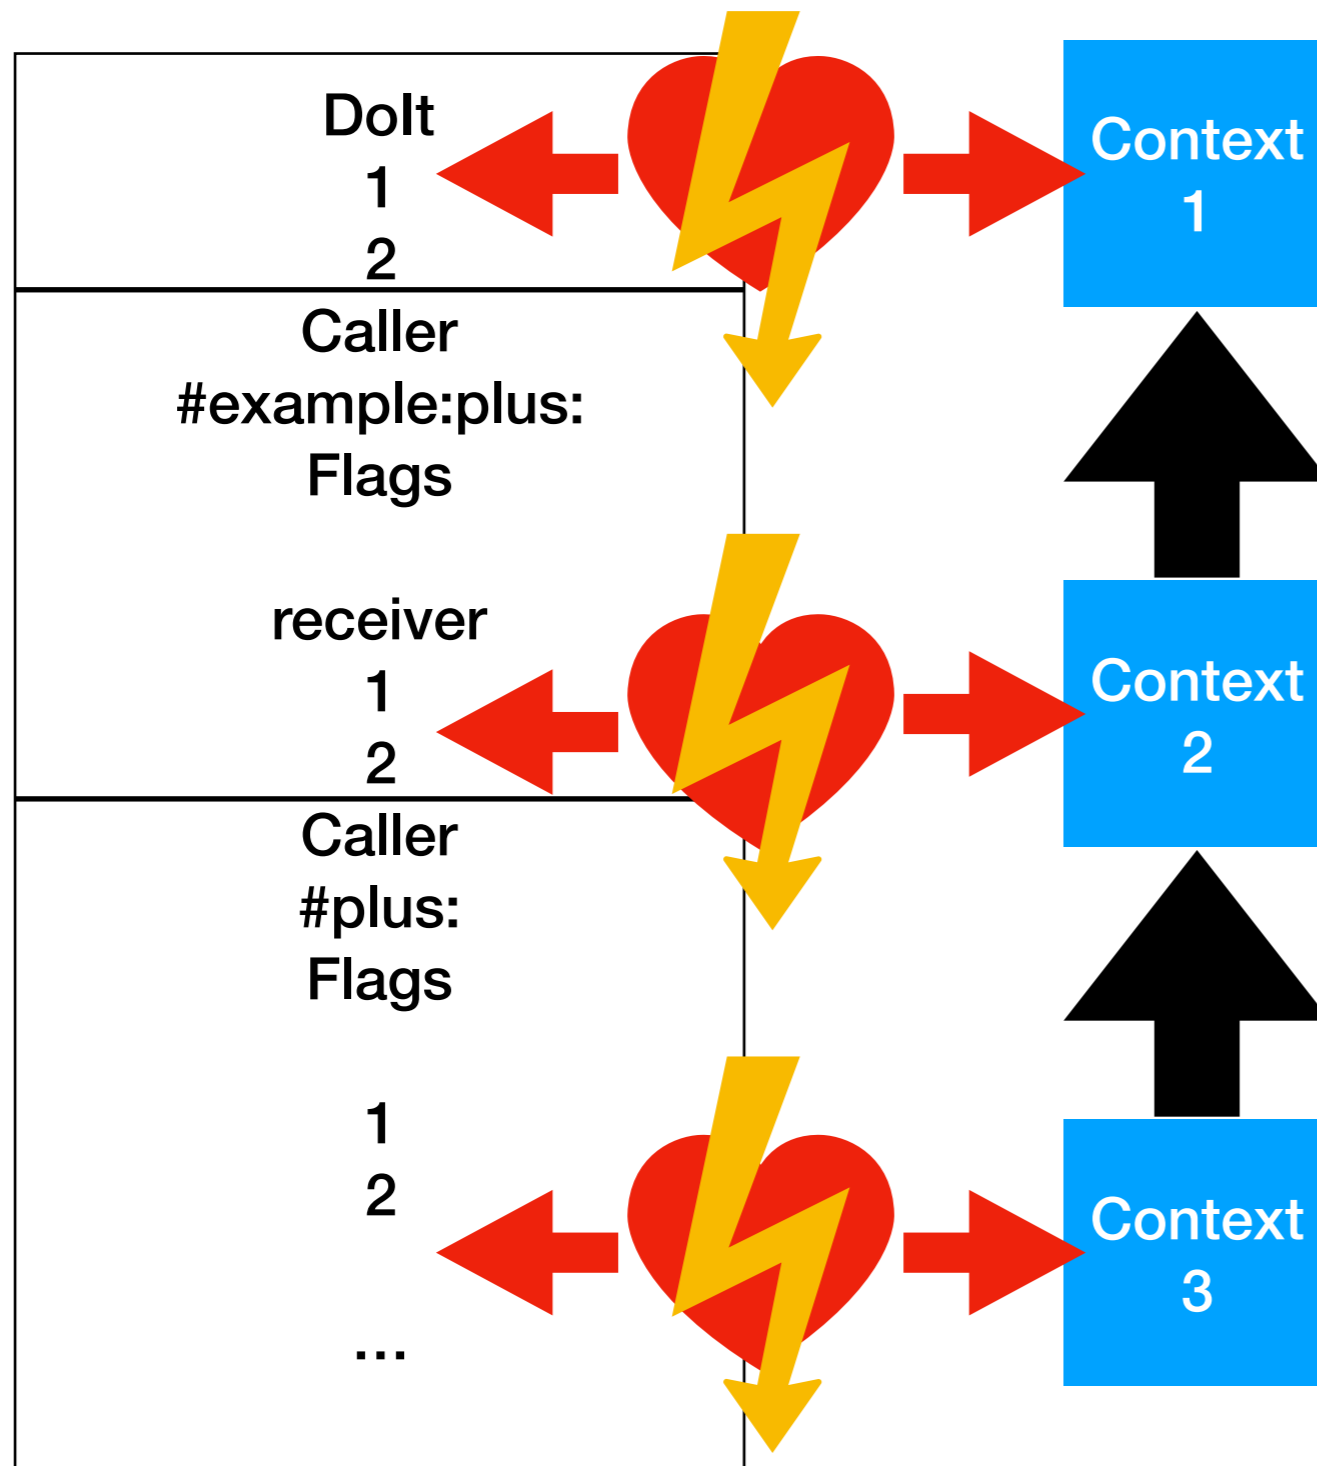 DoIt
1
2
Caller
#example:plus:
Flags
receiver
1
2
Caller
#plus:
Flags
1
2
...
Context
1
Context
2
Context
3